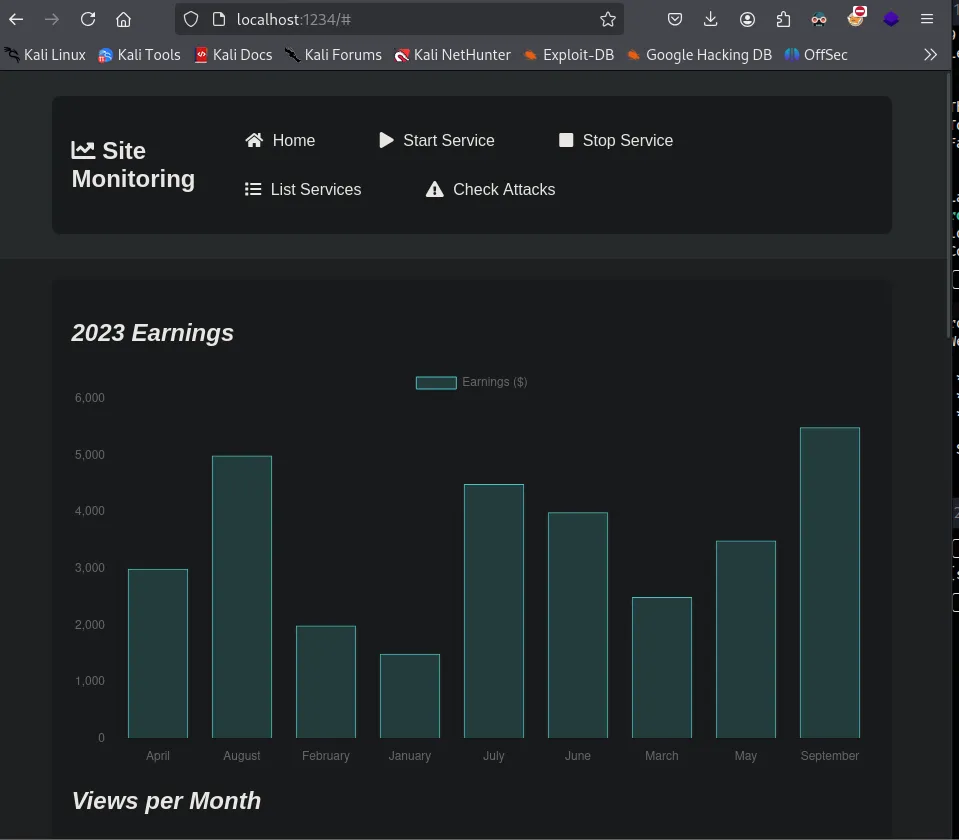 localhost:1234/#
Kali Linux Kali Tools Kali Docs Kali Forums Kali NetHunter Exploit-DB Google Hacking DB OffSec
Site Monitoring
Home Start Service Stop Service
List Services Check Attacks
2023 Earnings
Earnings ($)
6,000
5,000
4,000
3,000
2,000
1,000
0
April August February January July June March May September
Views per Month